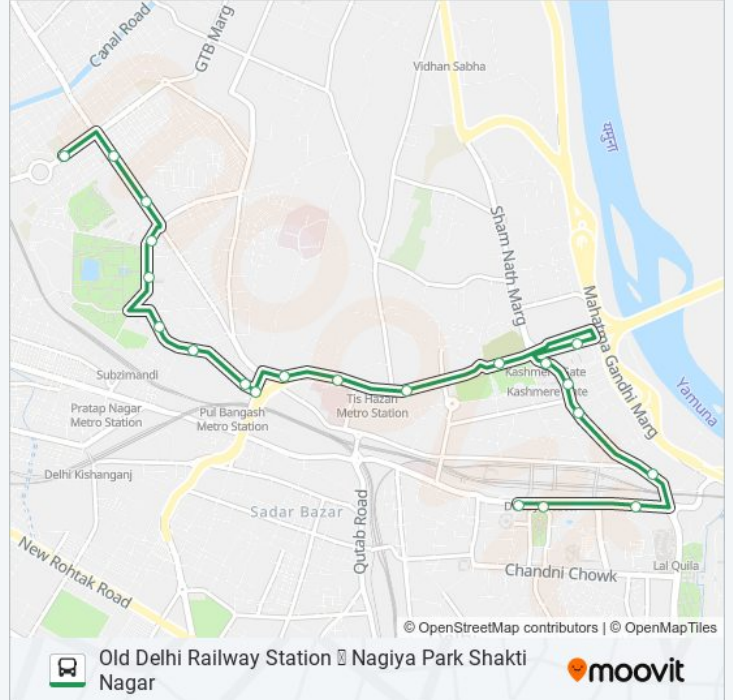 Canal Road
GTB Marg
Vidhan Sabha
यमुना
Sham Nath Marg
Mahatma Gandhi Marg
Subzimandi
Kashmere Gate
Kashmere Gate
Yamuna
Pratap Nagar
Metro Station
Pul Bangash
Metro Station
Tis Hazari
Metro Station
Delhi Kishanganj
Sadar Bazar
Qutab Road
New Rohtak Road
Chandni Chowk
Lal Quila
© OpenStreetMap contributors | © OpenMapTiles
Old Delhi Railway Station Nagiya Park Shakti
Nagar
moovit